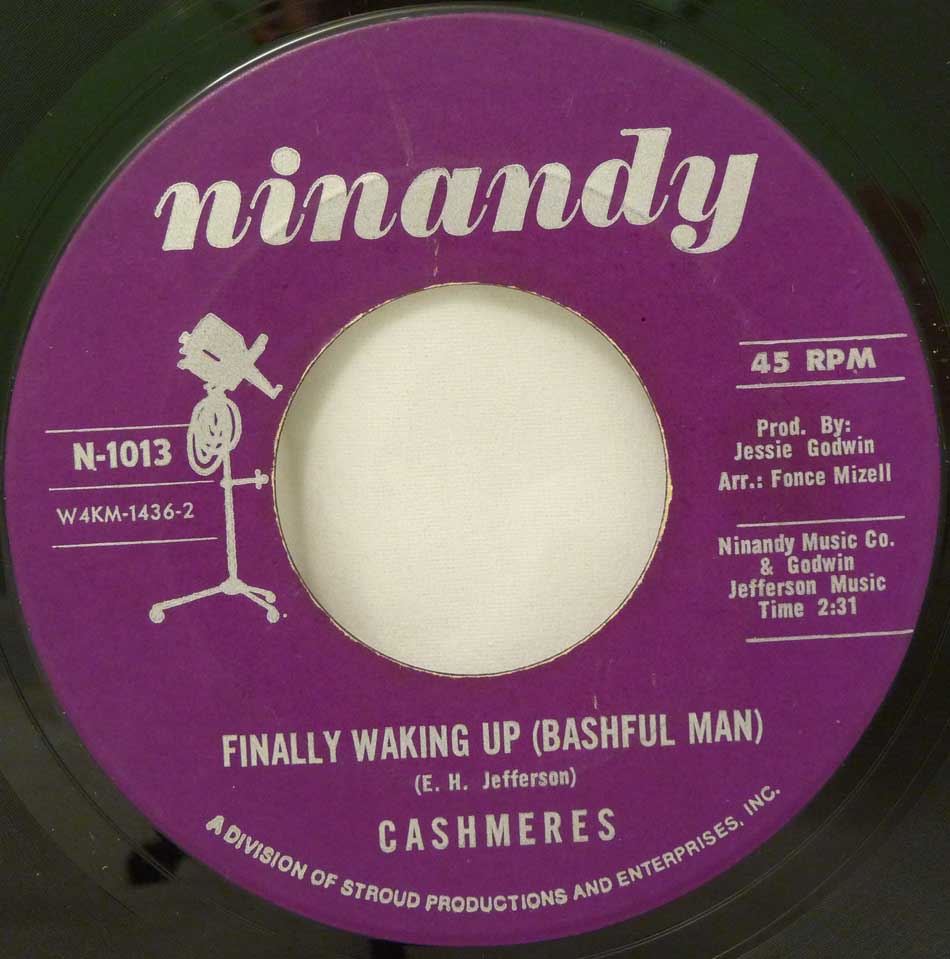 ninandy
45 RPM
N-1013
W4KM-1436-2
Prod. By:
Jessie Godwin
Arr.: Fonce Mizell
Ninandy Music Co.
& Godwin
Jefferson Music
Time 2:31
FINALLY WAKING UP (BASHFUL MAN)
(E. H. Jefferson)
CASHMERES
A DIVISION OF STROUD PRODUCTIONS AND ENTERPRISES, INC.